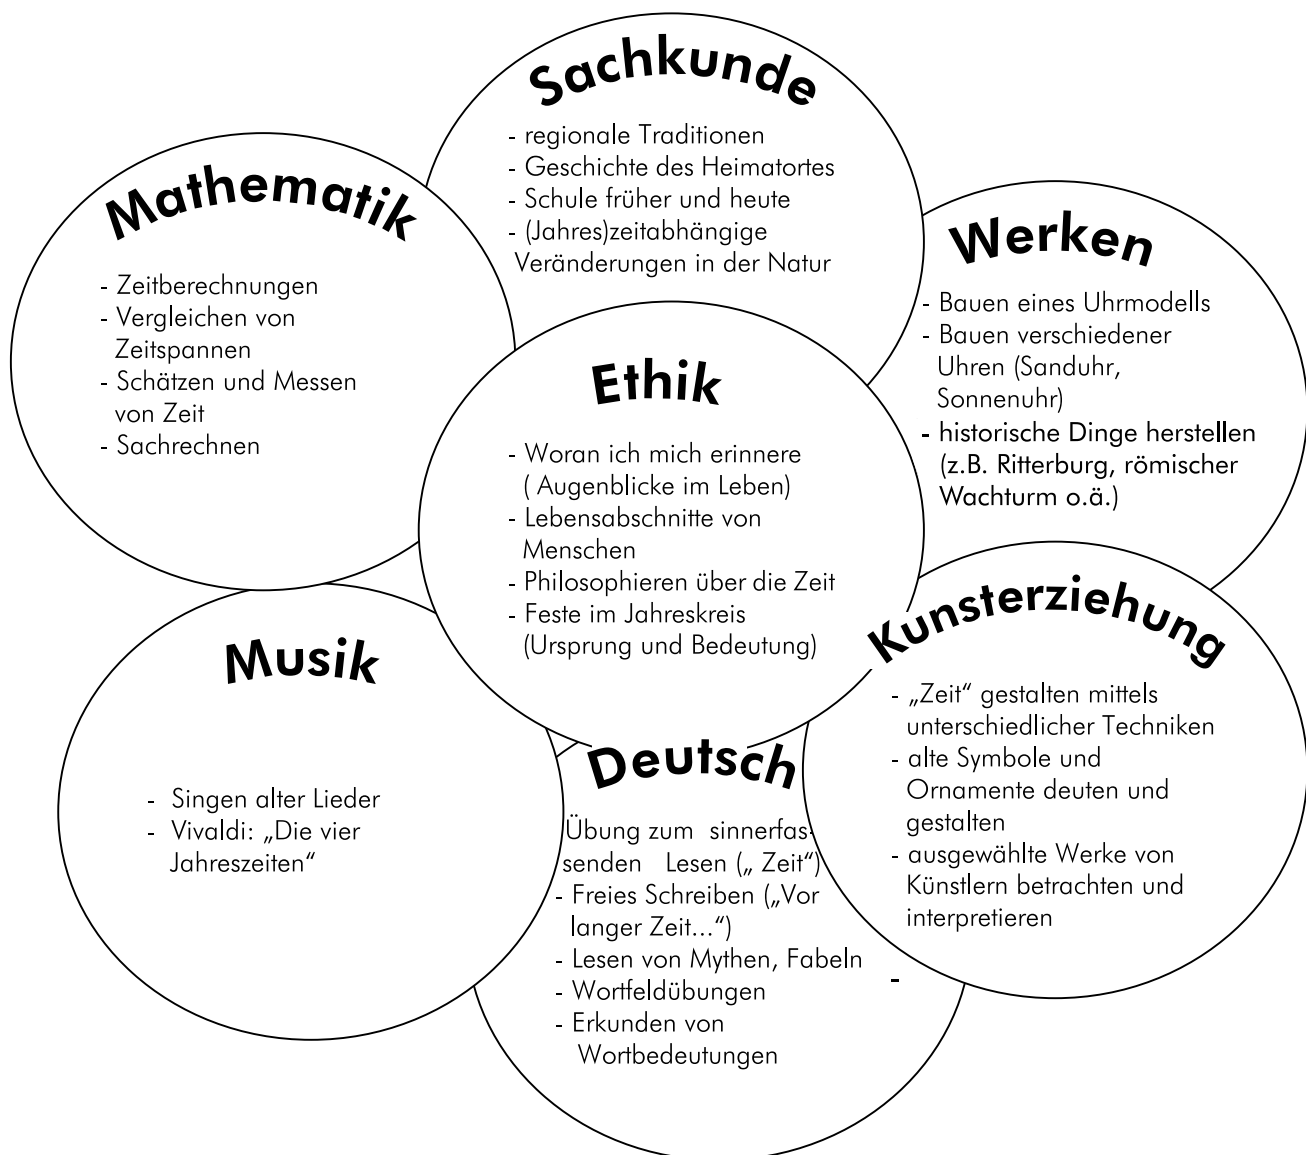 Sachkunde
- regionale Traditionen
- Geschichte des Heimatortes
- Schule früher und heute
- (Jahres)zeitabhängige
Veränderungen in der Natur
Mathematik
- Zeitberechnungen
- Vergleichen von
Zeitspannen
- Schätzen und Messen
von Zeit
- Sachrechnen
Werken
- Bauen eines Uhrmodells
- Bauen verschiedener
Uhren (Sanduhr,
Sonnenuhr)
- historische Dinge herstellen
(z.B. Ritterburg, römischer
Wachturm o.ä.)
Ethik
- Woran ich mich erinnere
( Augenblicke im Leben)
- Lebensabschnitte von
Menschen
- Philosophieren über die Zeit
- Feste im Jahreskreis
(Ursprung und Bedeutung)
Musik
- Singen alter Lieder
- Vivaldi: „Die vier
Jahreszeiten“
Kunsterziehung
- „Zeit“ gestalten mittels
unterschiedlicher Techniken
- alte Symbole und
Ornamente deuten und
gestalten
- ausgewählte Werke von
Künstlern betrachten und
interpretieren
-
Deutsch
Übung zum sinnerfas-
senden Lesen („ Zeit“)
- Freies Schreiben („Vor
langer Zeit...“)
- Lesen von Mythen, Fabeln
- Wortfeldübungen
- Erkunden von
Wortbedeutungen